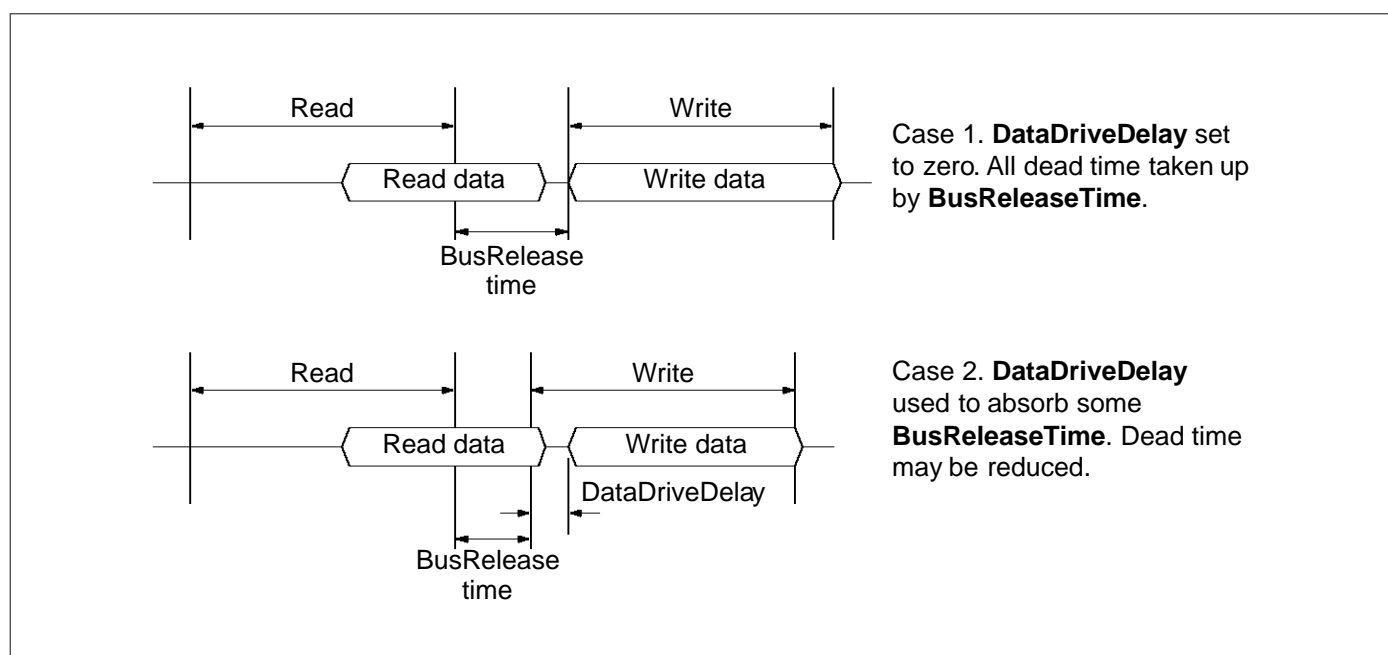 Read
Write
Read data
Write data
BusRelease
time
Case 1. DataDriveDelay set
to zero. All dead time taken up
by BusReleaseTime.
Read
Write
Read data
Write data
DataDriveDelay
BusRelease
time
Case 2. DataDriveDelay
used to absorb some
BusReleaseTime. Dead time
may be reduced.